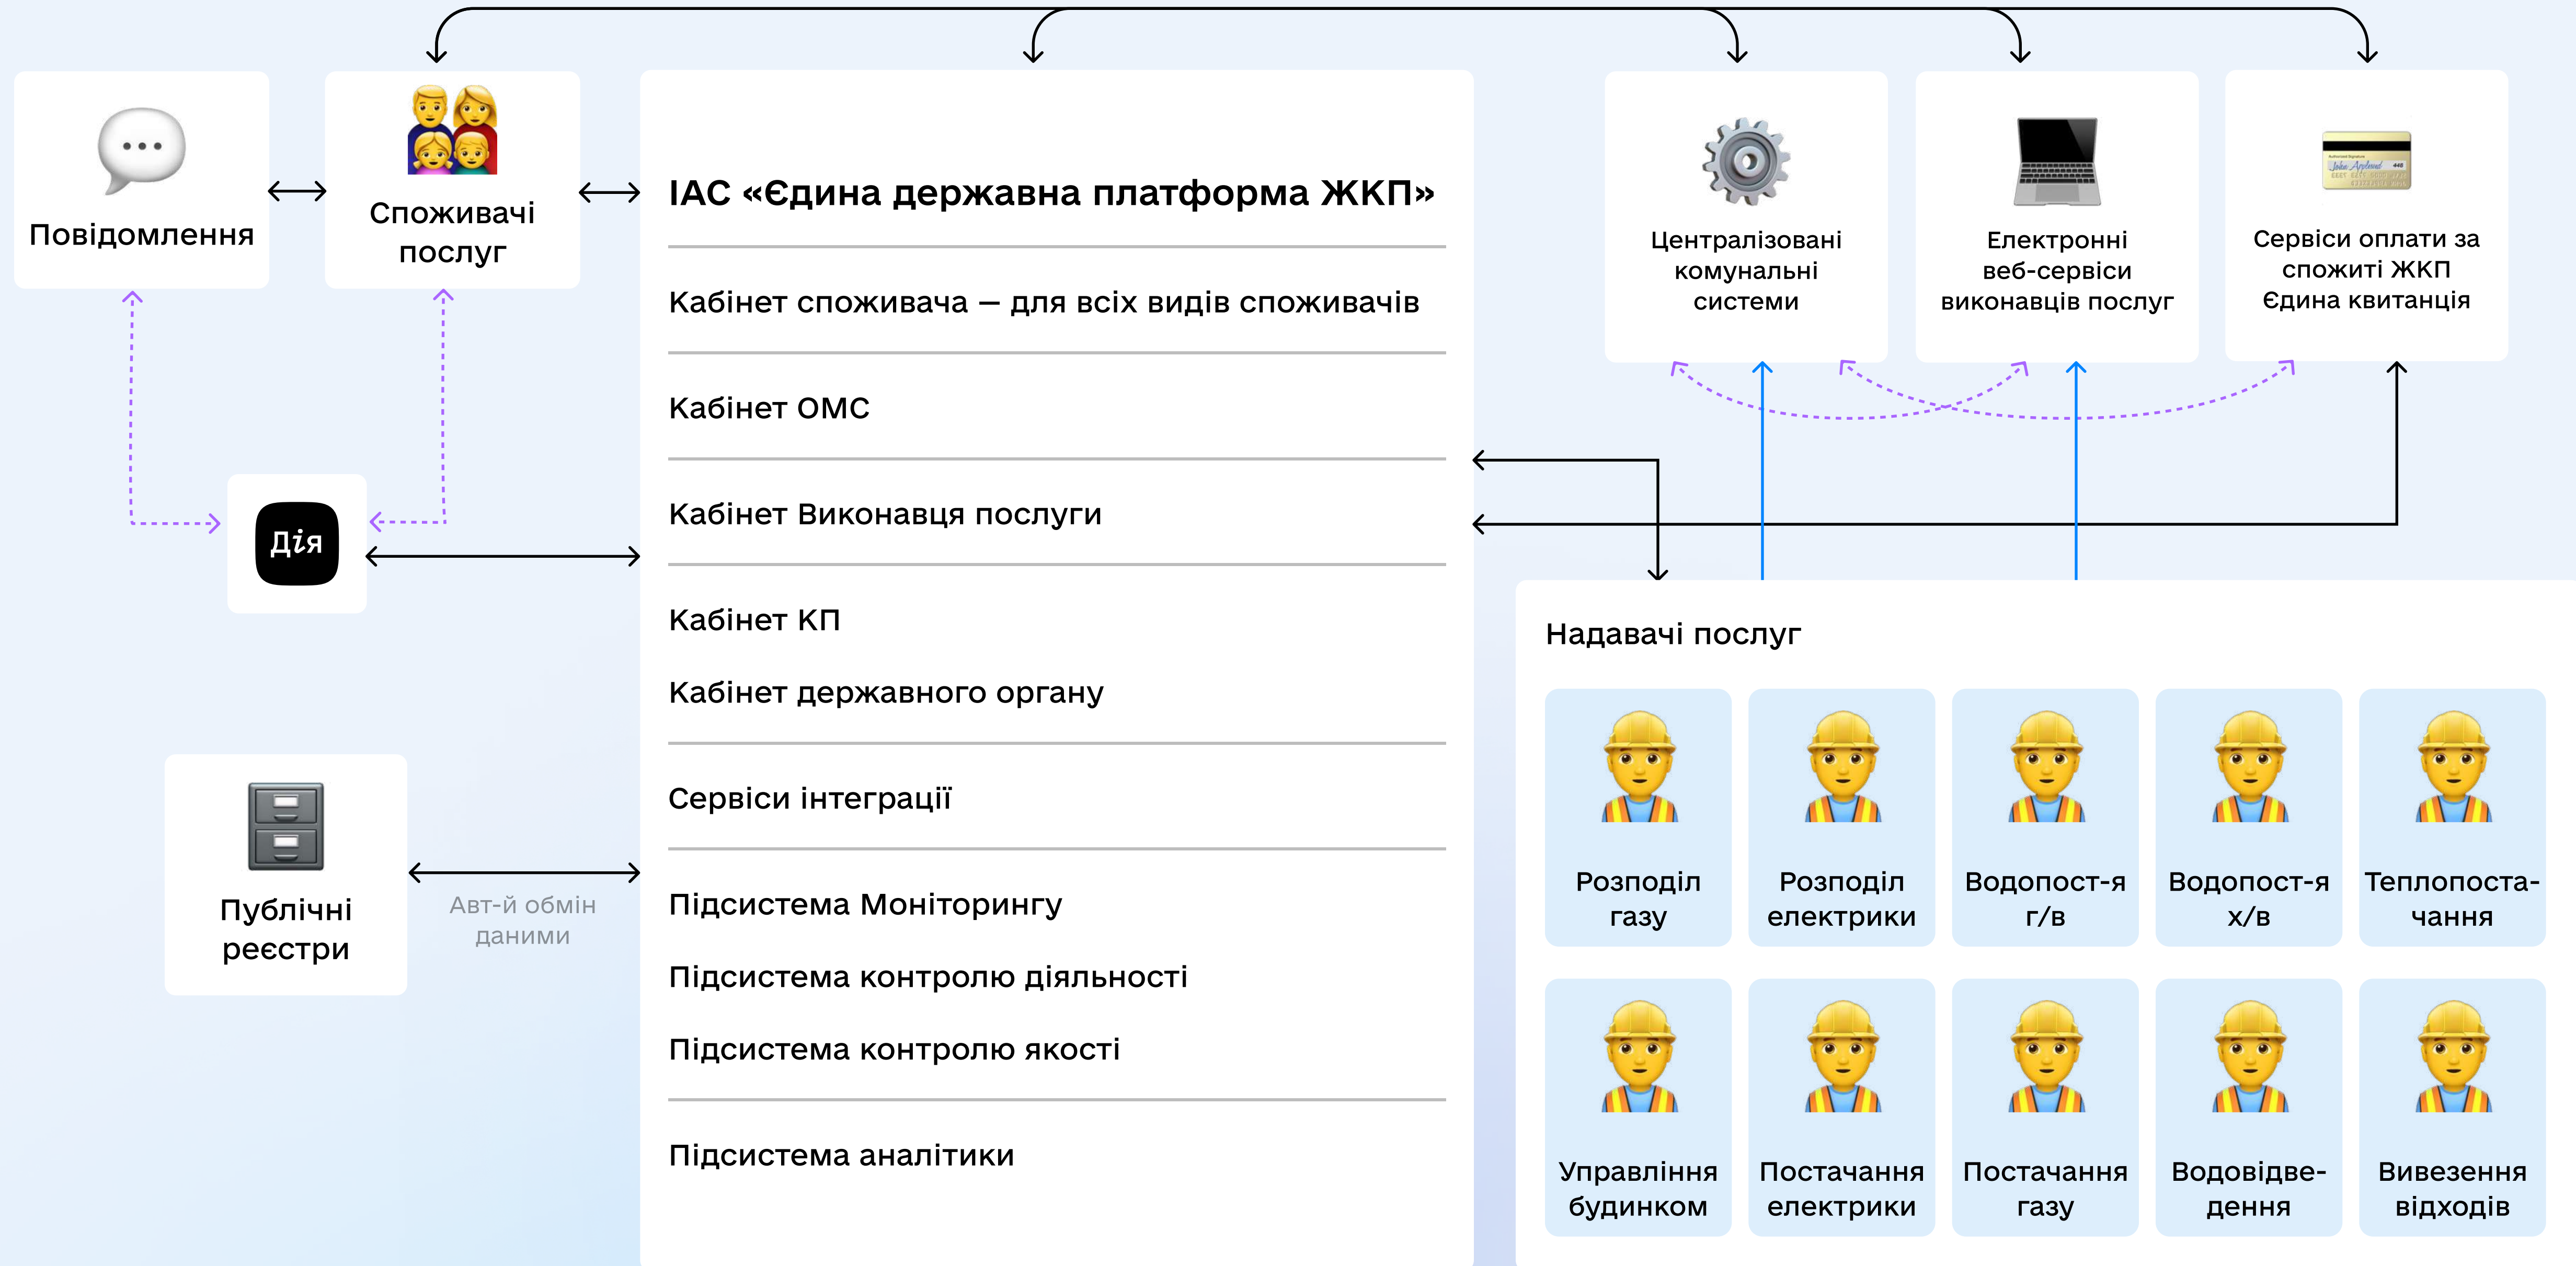 Повідомлення
Споживачі
послуг
ІАС «Єдина державна платформа ЖКП»
Кабінет споживача — для всіх видів споживачів
Кабінет ОМС
Кабінет Виконавця послуги
Кабінет КП
Кабінет державного органу
Сервіси інтеграції
Підсистема Моніторингу
Підсистема контролю діяльності
Підсистема контролю якості
Підсистема аналітики
Дія
Публічні
реєстри
Авт-й обмін
даними
Централізовані
комунальні
системи
Електронні
веб-сервіси
виконавців послуг
Сервіси оплати за
спожиті ЖКП
Єдина квитанція
Надавачі послуг
Розподіл
газу
Розподіл
електрики
Водопост-я
г/в
Водопост-я
х/в
Теплопоста-
чання
Управління
будинком
Постачання
електрики
Постачання
газу
Водовідве-
дення
Вивезення
відходів